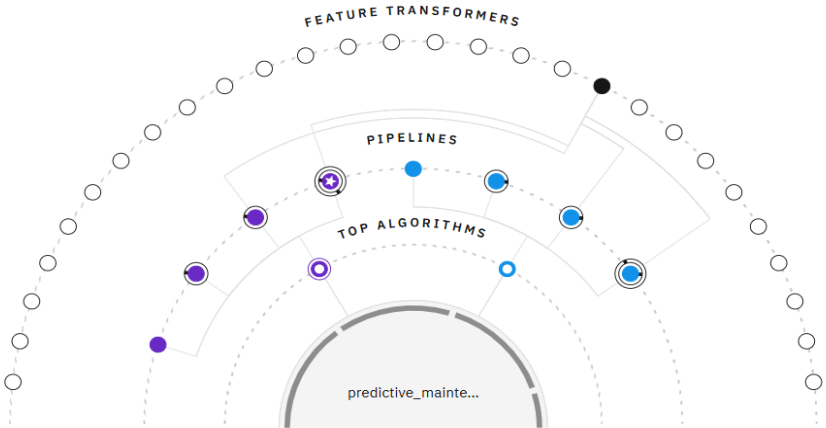 FEATURE TRANSFORMERS
PIPELINES
TOP ALGORITHMS
predictive_mainte...